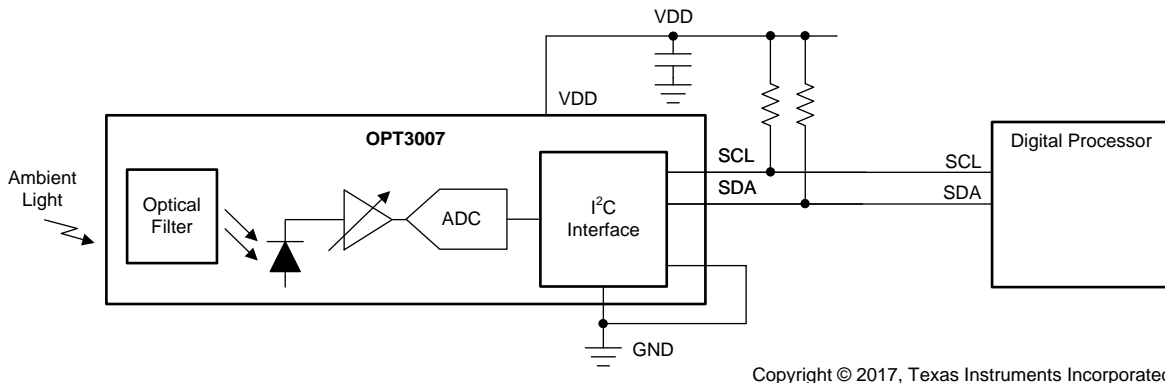 VDD
VDD
OPT3007
Ambient
Light
Optical
Filter
ADC
I²C
Interface
SCL
SDA
SCL
SDA
Digital Processor
GND
Copyright © 2017, Texas Instruments Incorporated